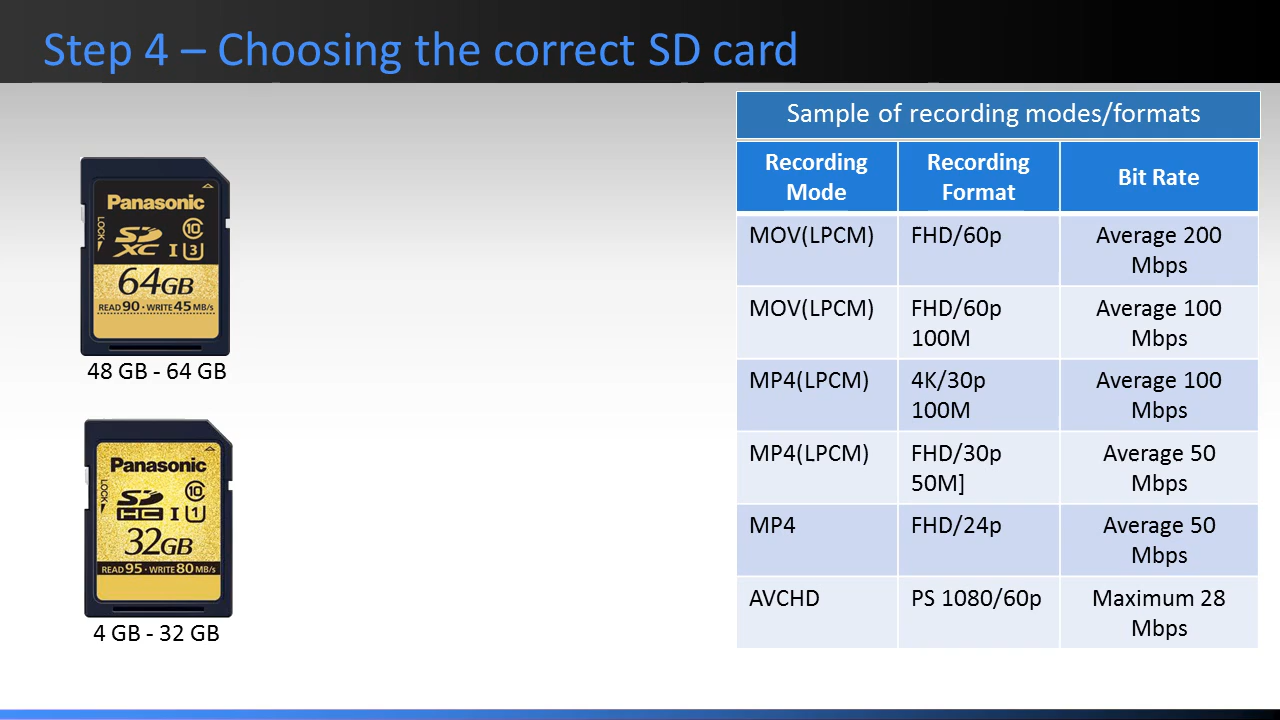 Step 4 – Choosing the correct SD card
Panasonic
LOCK
10
SD
XC I 3
64GB
READ 90 · WRITE 45 MB/s
48 GB - 64 GB
Panasonic
LOCK
10
SD
HC I 1
32GB
READ 95 · WRITE 80 MB/s
4 GB - 32 GB
Sample of recording modes/formats
Recording Mode
Recording Format
Bit Rate
MOV(LPCM)
FHD/60p
Average 200
Mbps
MOV(LPCM)
FHD/60p
100M
Average 100
Mbps
MP4(LPCM)
4K/30p
100M
Average 100
Mbps
MP4(LPCM)
FHD/30p
50M]
Average 50
Mbps
MP4
FHD/24p
Average 50
Mbps
AVCHD
PS 1080/60p
Maximum 28
Mbps